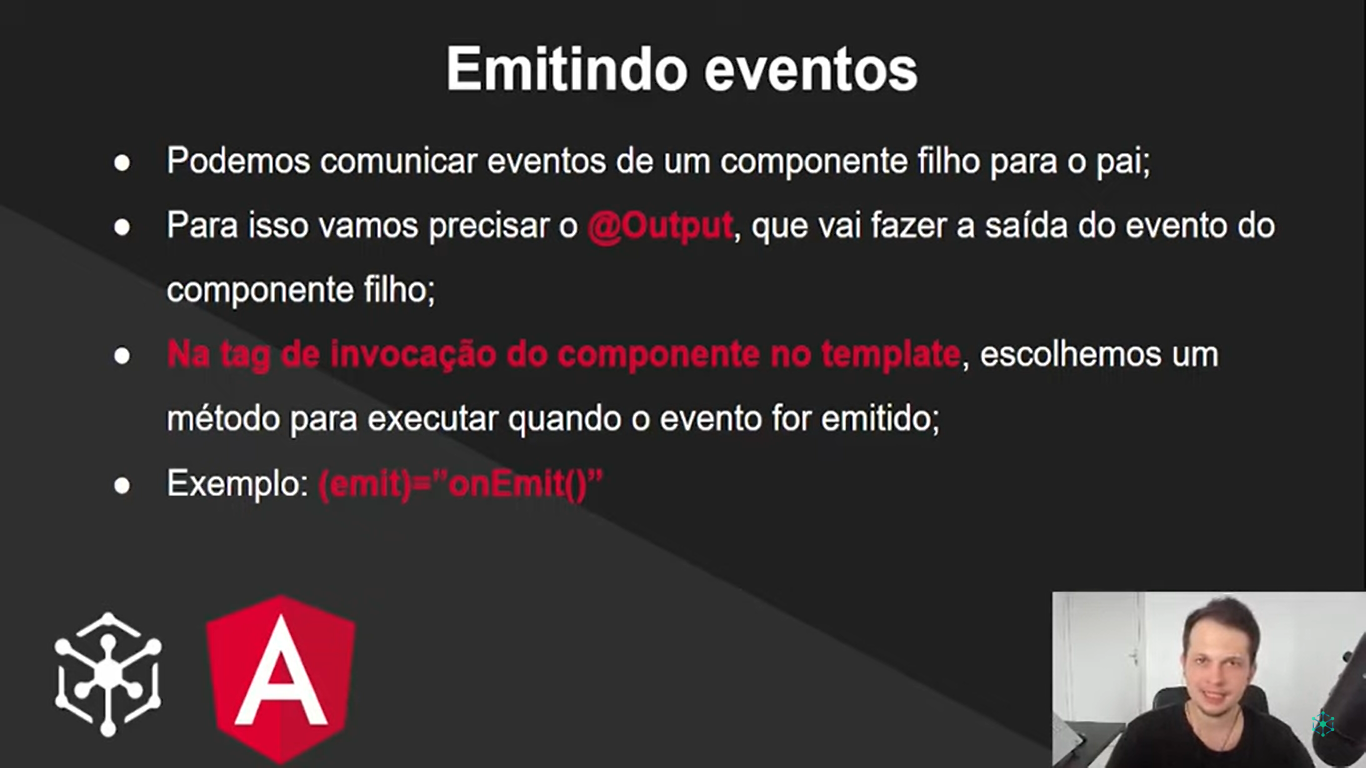 Emitindo eventos
● Podemos comunicar eventos de um componente filho para o pai;
● Para isso vamos precisar o @Output, que vai fazer a saída do evento do
componente filho;
● Na tag de invocação do componente no template, escolhemos um
método para executar quando o evento for emitido;
● Exemplo: (emit)=”onEmit()”
A